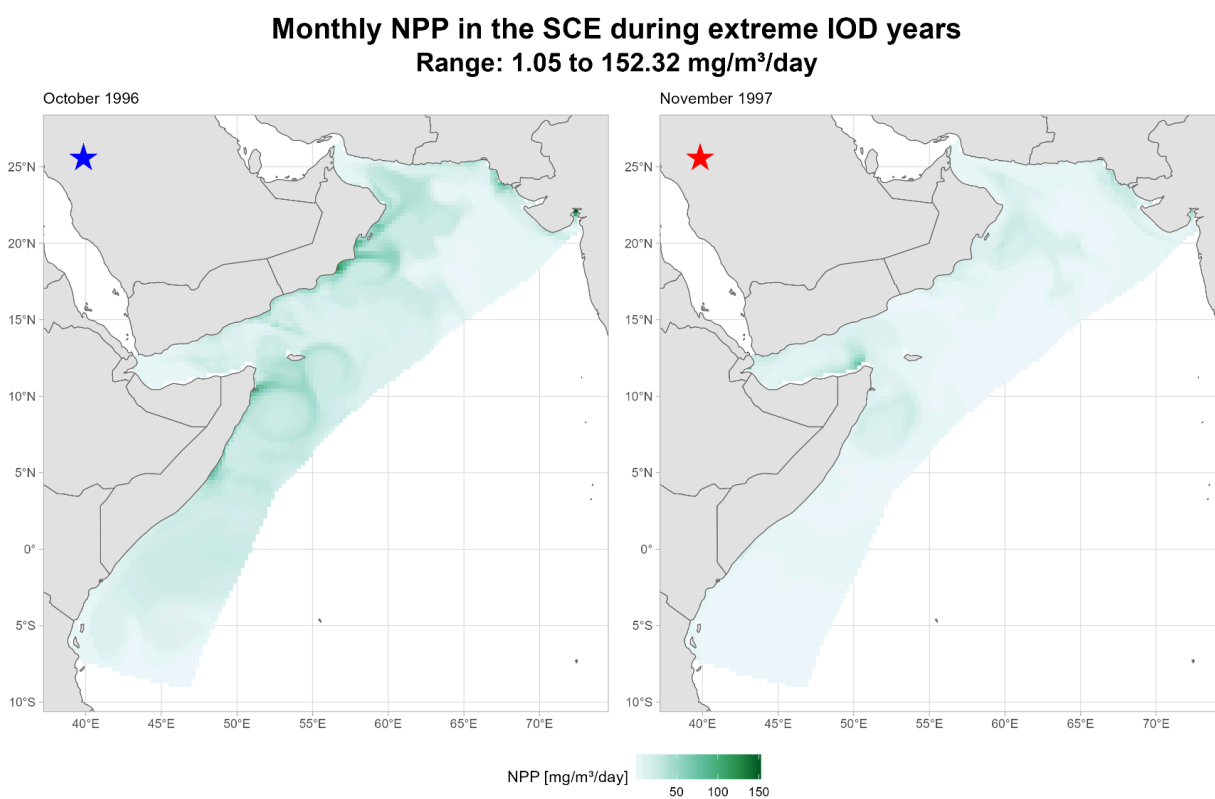 Monthly NPP in the SCE during extreme IOD years
Range: 1.05 to 152.32 mg/m³/day
October 1996
25°N
20°N
15°N
10°N
5°N
0°
5°S
10°S
40°E 45°E 50°E 55°E 60°E 65°E 70°E
November 1997
25°N
20°N
15°N
10°N
5°N
0°
5°S
10°S
40°E 45°E 50°E 55°E 60°E 65°E 70°E
NPP [mg/m³/day]
50 100 150